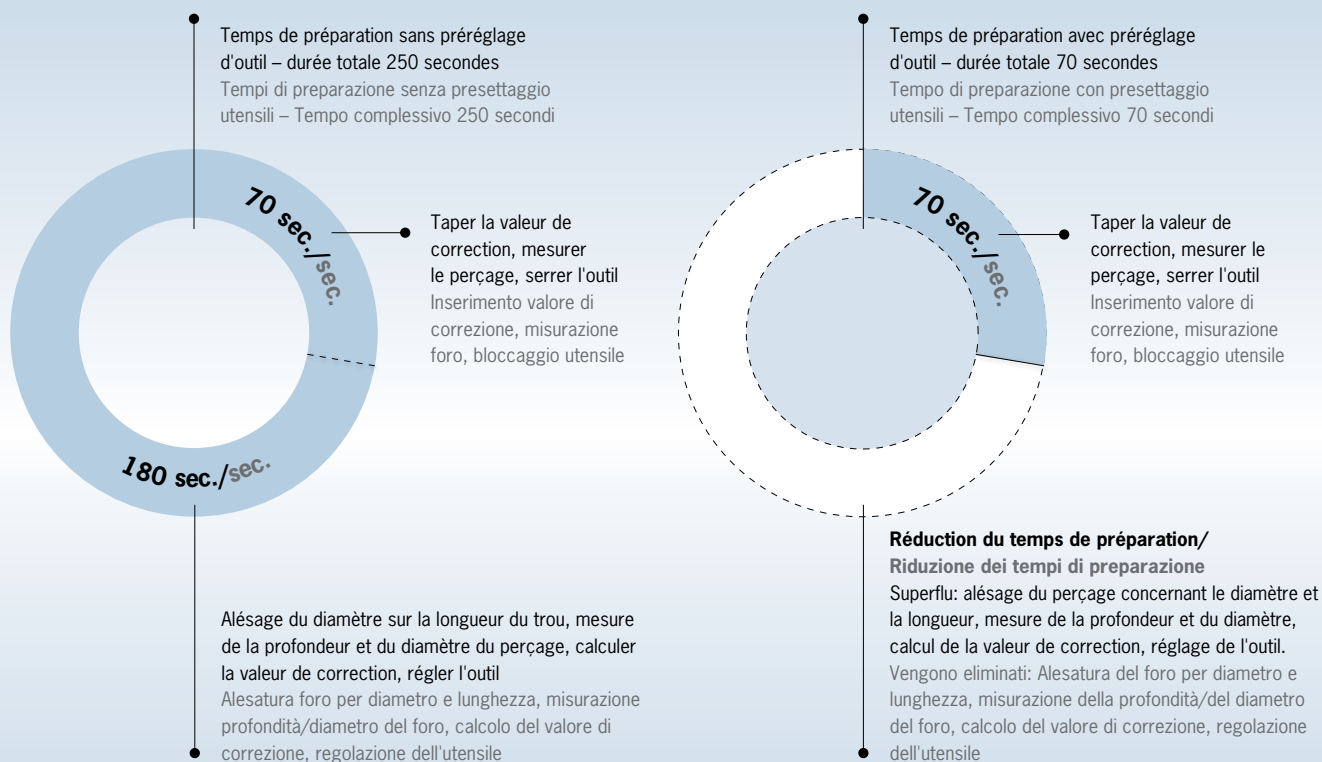 Temps de préparation sans préréglage
d'outil – durée totale 250 secondes
Tempi di preparazione senza presettaggio
utensili – Tempo complessivo 250 secondi
70 sec./sec.
Taper la valeur de
correction, mesurer
le perçage, serrer l'outil
Inserimento valore di
correzione, misurazione
foro, bloccaggio utensile
180 sec./sec.
Alésage du diamètre sur la longueur du trou, mesure
de la profondeur et du diamètre du perçage, calculer
la valeur de correction, régler l'outil
Alesatura foro per diametro e lunghezza, misurazione
profondità/diametro del foro, calcolo del valore di
correzione, regolazione dell'utensile
Temps de préparation avec préréglage
d'outil – durée totale 70 secondes
Tempo di preparazione con presettaggio
utensili – Tempo complessivo 70 secondi
70 sec./sec.
Taper la valeur de
correction, mesurer le
perçage, serrer l'outil
Inserimento valore di
correzione, misurazione
foro, bloccaggio utensile
Réduction du temps de préparation/
Riduzione dei tempi di preparazione
Superflu: alésage du perçage concernant le diamètre et
la longueur, mesure de la profondeur et du diamètre,
calcul de la valeur de correction, réglage de l'outil.
Vengono eliminati: Alesatura del foro per diametro e
lunghezza, misurazione della profondità/del diametro
del foro, calcolo del valore di correzione, regolazione
dell'utensile